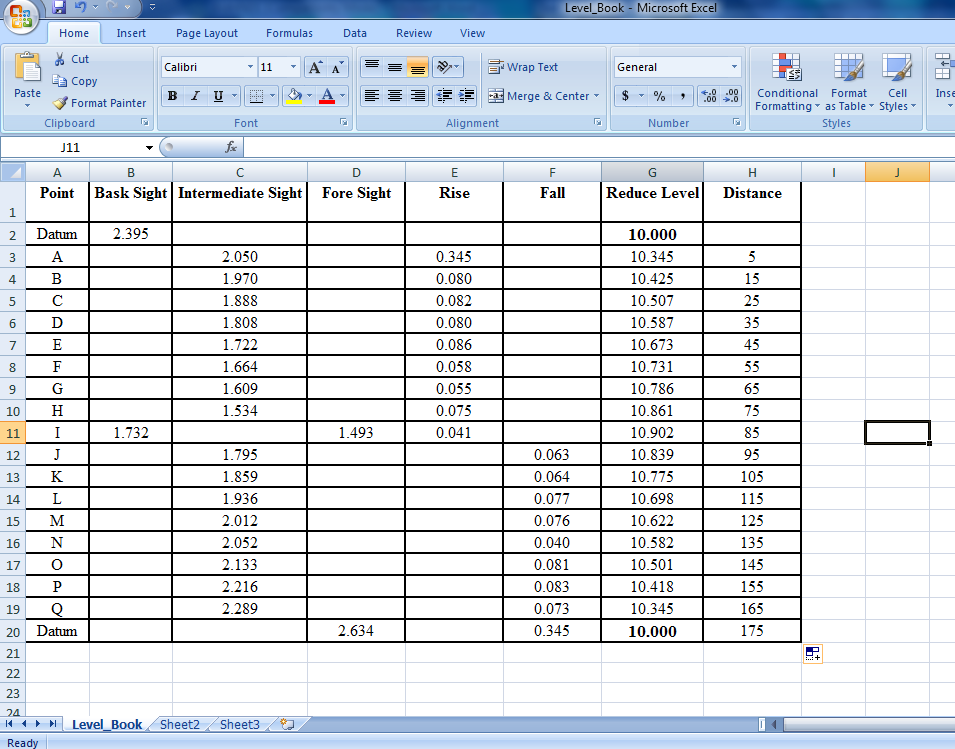 Level_Book - Microsoft Excel
Home Insert Page Layout Formulas Data Review View
Paste
Cut
Copy
Format Painter
Clipboard
Calibri 11 A A
B I U A
Font
Wrap Text
Merge & Center
Alignment
General
$ % , .00 .00
Number
Conditional Formatting
Format as Table
Cell Styles
Styles
Inse
J11 fx
A B C D E F G H I J
1 Point Bask Sight Intermediate Sight Fore Sight Rise Fall Reduce Level Distance
2 Datum 2.395 10.000
3 A 2.050 0.345 10.345 5
4 B 1.970 0.080 10.425 15
5 C 1.888 0.082 10.507 25
6 D 1.808 0.080 10.587 35
7 E 1.722 0.086 10.673 45
8 F 1.664 0.058 10.731 55
9 G 1.609 0.055 10.786 65
10 H 1.534 0.075 10.861 75
11 I 1.732 1.493 0.041 10.902 85
12 J 1.795 0.063 10.839 95
13 K 1.859 0.064 10.775 105
14 L 1.936 0.077 10.698 115
15 M 2.012 0.076 10.622 125
16 N 2.052 0.040 10.582 135
17 O 2.133 0.081 10.501 145
18 P 2.216 0.083 10.418 155
19 Q 2.289 0.073 10.345 165
20 Datum 2.634 0.345 10.000 175
21
22
23
24
Level_Book Sheet2 Sheet3
Ready